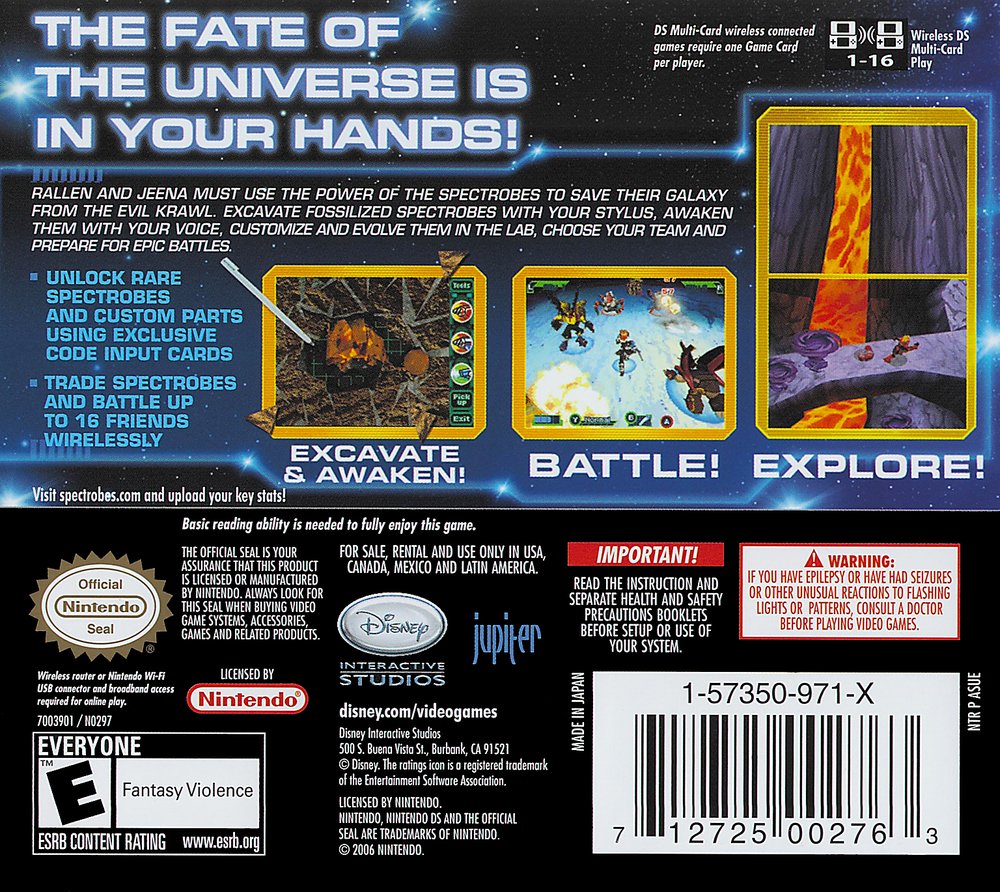 THE FATE OF
THE UNIVERSE IS
IN YOUR HANDS!
DS Multi-Card wireless connected
games require one Game Card
per player.
1-16
Wireless DS
Multi-Card
Play
RALLEN AND JEENA MUST USE THE POWER OF THE SPECTROBES TO SAVE THEIR GALAXY
FROM THE EVIL KRAWL. EXCAVATE FOSSILIZED SPECTROBES WITH YOUR STYLUS, AWAKEN
THEM WITH YOUR VOICE, CUSTOMIZE AND EVOLVE THEM IN THE LAB, CHOOSE YOUR TEAM AND
PREPARE FOR EPIC BATTLES.
▪ UNLOCK RARE
SPECTROBES
AND CUSTOM PARTS
USING EXCLUSIVE
CODE INPUT CARDS
▪ TRADE SPECTROBES
AND BATTLE UP
TO 16 FRIENDS
WIRELESSLY
Tools
Pick
up
Exit
EXCAVATE
& AWAKEN!
Y
B
A
BATTLE!
EXPLORE!
Visit spectrobes.com and upload your key stats!
Basic reading ability is needed to fully enjoy this game.
Official
Nintendo
Seal
®
THE OFFICIAL SEAL IS YOUR
ASSURANCE THAT THIS PRODUCT
IS LICENSED OR MANUFACTURED
BY NINTENDO. ALWAYS LOOK FOR
THIS SEAL WHEN BUYING VIDEO
GAME SYSTEMS, ACCESSORIES,
GAMES AND RELATED PRODUCTS.
FOR SALE, RENTAL AND USE ONLY IN USA,
CANADA, MEXICO AND LATIN AMERICA.
Disney
INTERACTIVE
STUDIOS
jupiter
IMPORTANT!
READ THE INSTRUCTION AND
SEPARATE HEALTH AND SAFETY
PRECAUTIONS BOOKLETS
BEFORE SETUP OR USE OF
YOUR SYSTEM.
WARNING:
IF YOU HAVE EPILEPSY OR HAVE HAD SEIZURES
OR OTHER UNUSUAL REACTIONS TO FLASHING
LIGHTS OR PATTERNS, CONSULT A DOCTOR
BEFORE PLAYING VIDEO GAMES.
Wireless router or Nintendo Wi-Fi
USB connector and broadband access
required for online play.
7003901 / N0297
LICENSED BY
Nintendo®
disney.com/videogames
Disney Interactive Studios
500 S. Buena Vista St., Burbank, CA 91521
© Disney. The ratings icon is a registered trademark
of the Entertainment Software Association.
LICENSED BY NINTENDO.
NINTENDO, NINTENDO DS AND THE OFFICIAL
SEAL ARE TRADEMARKS OF NINTENDO.
© 2006 NINTENDO.
EVERYONE
TM
E
Fantasy Violence
ESRB CONTENT RATING www.esrb.org
MADE IN JAPAN
1-57350-971-X
7 12725 00276 3
NTR P ASUE